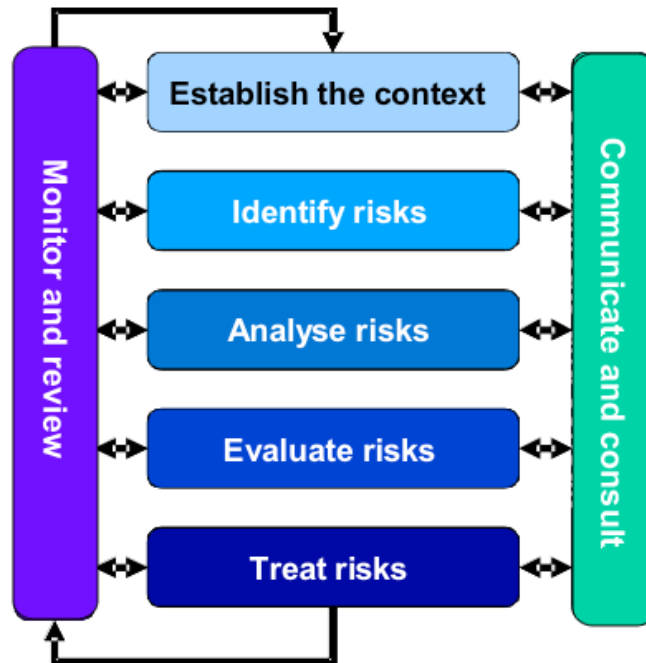 Establish the context
Identify risks
Analyse risks
Evaluate risks
Treat risks
Monitor and review
Communicate and consult